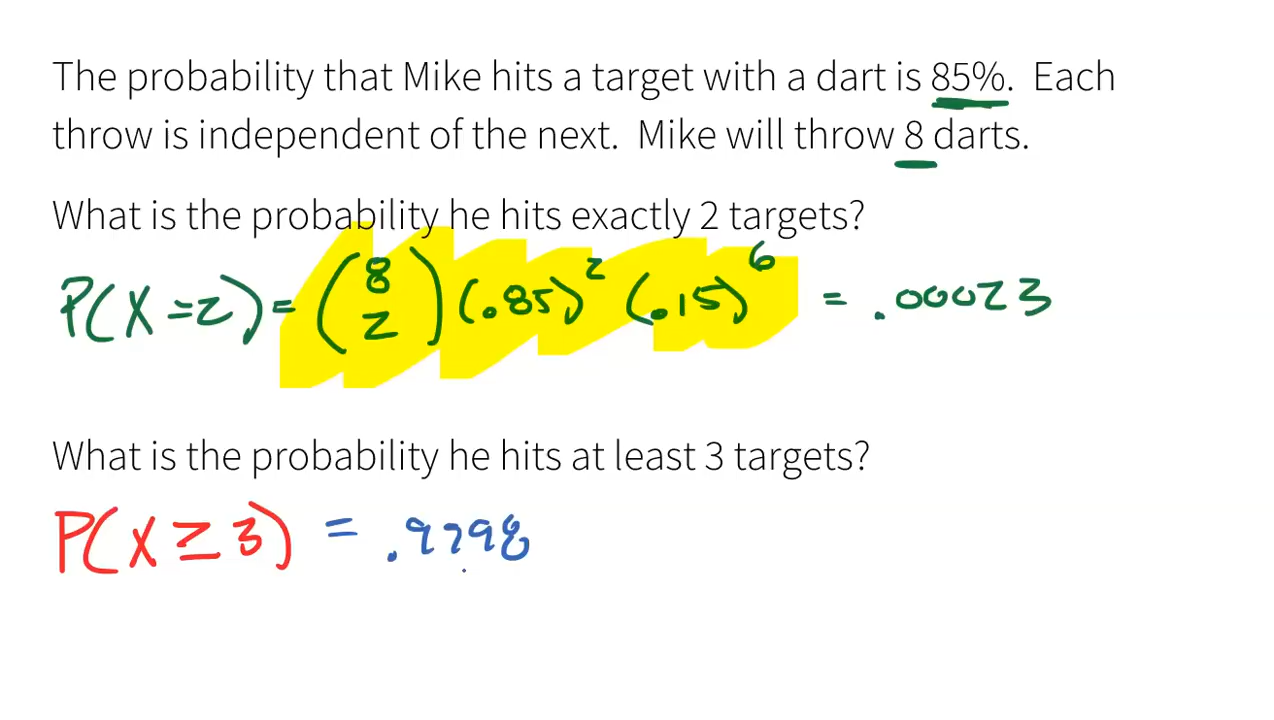 The probability that Mike hits a target with a dart is 85%. Each
throw is independent of the next. Mike will throw 8 darts.
What is the probability he hits exactly 2 targets?
P(X=2) = (8 2) (.85)² (.15)⁶ = .00023
What is the probability he hits at least 3 targets?
P(X≥3) = .9798